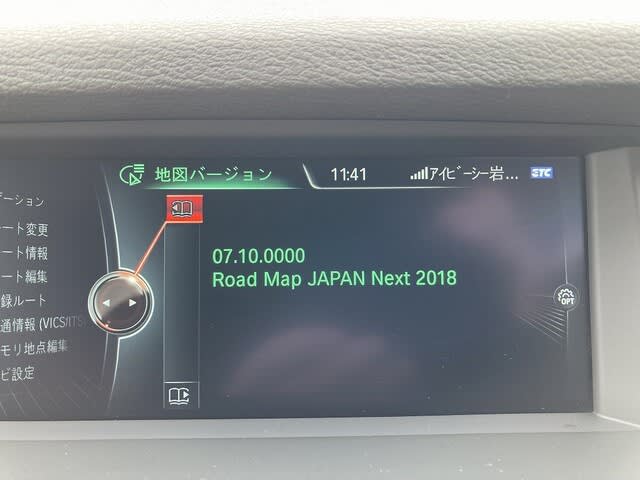 地図バージョン
11:41
ｱｲﾋﾞｰｼｰ岩...
ETC
ーション
ート変更
ート情報
ート編集
録ルート
通情報 (VICS/ITS
モリ地点編集
ビ設定
07.10.0000
Road Map JAPAN Next 2018
OPT